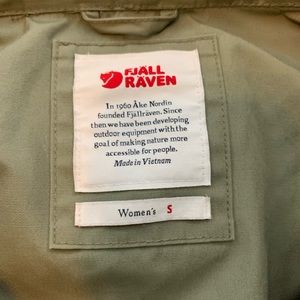 FJÄLL
RÄVEN
In 1960 Åke Nordin
founded Fjällräven. Since
then we have been developing
outdoor equipment with the
goal of making nature more
accessible for people.
Made in Vietnam
Women's S